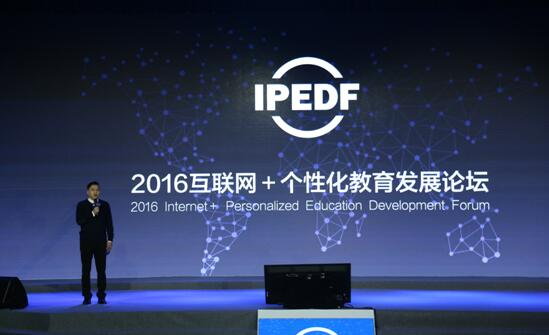 IPEDF
2016互联网+个性化教育发展论坛
2016 Internet+ Personalized Education Development Forum